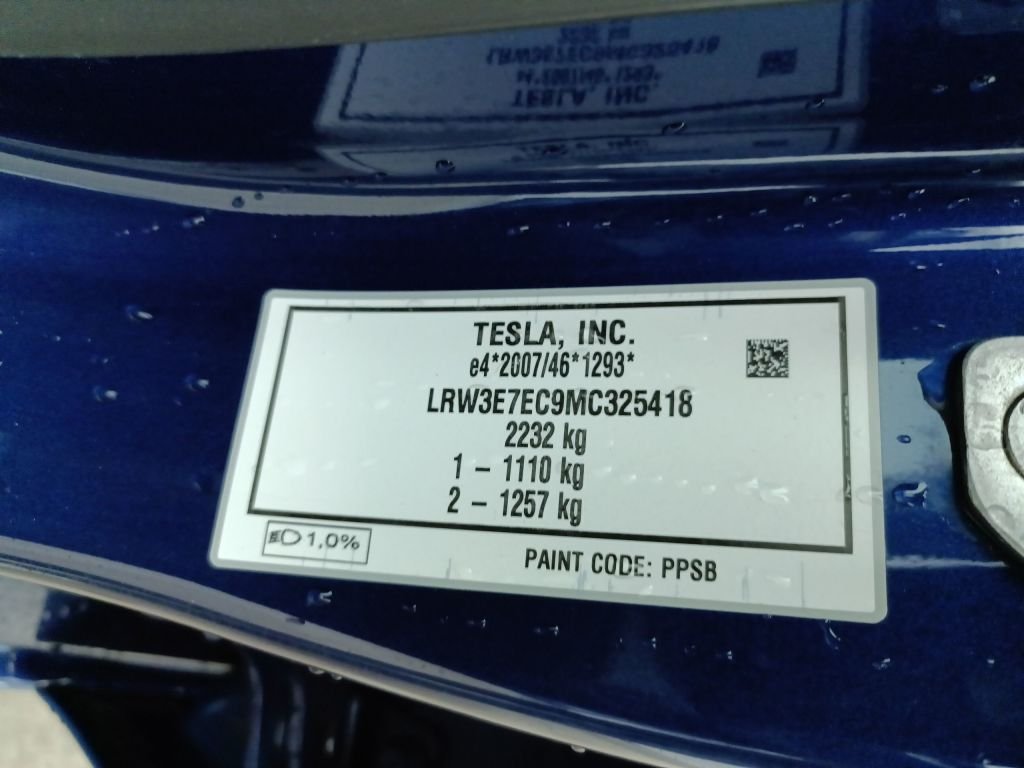 TESLA, INC.
e4*2007/46*1293*
LRW3E7EC9MC325418
2232 kg
1 - 1110 kg
2 - 1257 kg
1,0%
PAINT CODE: PPSB